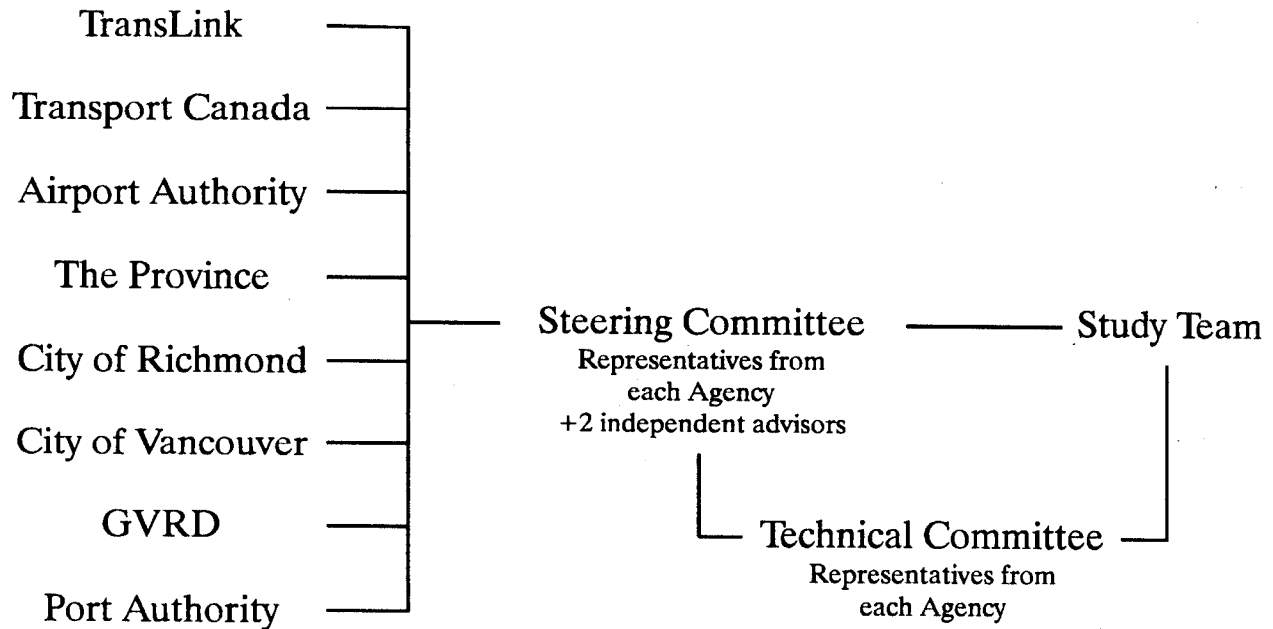 TransLink
Transport Canada
Airport Authority
The Province
City of Richmond
City of Vancouver
GVRD
Port Authority
Steering Committee
Representatives from
each Agency
+2 independent advisors
Study Team
Technical Committee
Representatives from
each Agency